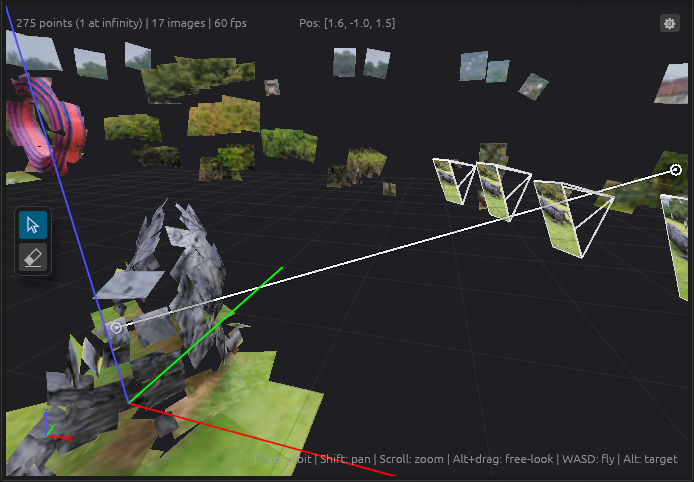 275 points (1 at infinity) | 17 images | 60 fps
Pos: [1.6, -1.0, 1.5]
Y
Drag: orbit | Shift: pan | Scroll: zoom | Alt+drag: free-look | WASD: fly | Alt: target